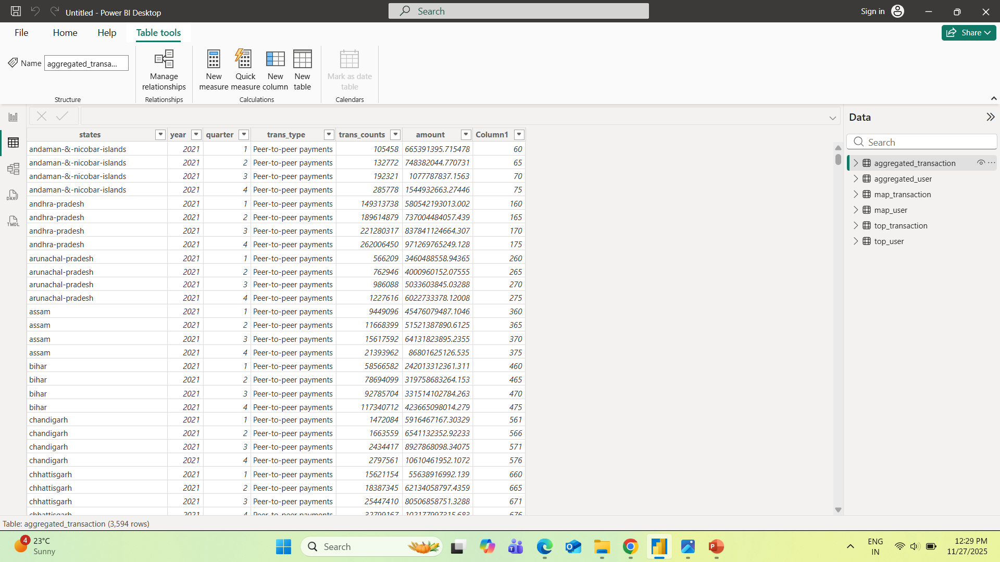 Untitled - Power BI Desktop
Search
Sign in
File
Home
Help
Table tools
Share
Name
aggregated_transa...
Manage relationships
New measure
Quick measure
New column
New table
Mark as date table
Structure
Relationships
Calculations
Calendars
states year quarter trans_type trans_counts amount Column1
andaman-&-nicobar-islands 2021 1 Peer-to-peer payments 105458 665391395.715478 60
andaman-&-nicobar-islands 2021 2 Peer-to-peer payments 132772 748382044.770731 65
andaman-&-nicobar-islands 2021 3 Peer-to-peer payments 192321 1077787837.1563 70
andaman-&-nicobar-islands 2021 4 Peer-to-peer payments 285778 1544932663.27446 75
andhra-pradesh 2021 1 Peer-to-peer payments 149313738 580542193013.002 160
andhra-pradesh 2021 2 Peer-to-peer payments 189614879 737004484057.439 165
andhra-pradesh 2021 3 Peer-to-peer payments 221280317 837841124664.307 170
andhra-pradesh 2021 4 Peer-to-peer payments 262006450 971269765249.128 175
arunachal-pradesh 2021 1 Peer-to-peer payments 566209 3460488558.94365 260
arunachal-pradesh 2021 2 Peer-to-peer payments 762946 4000960152.07555 265
arunachal-pradesh 2021 3 Peer-to-peer payments 986088 5033603845.03288 270
arunachal-pradesh 2021 4 Peer-to-peer payments 1227616 6022733378.12008 275
assam 2021 1 Peer-to-peer payments 9449096 45476079487.1046 360
assam 2021 2 Peer-to-peer payments 11668399 51521387890.6125 365
assam 2021 3 Peer-to-peer payments 15617592 64131823895.2355 370
assam 2021 4 Peer-to-peer payments 21393962 86801625126.535 375
bihar 2021 1 Peer-to-peer payments 58566582 242013312361.311 460
bihar 2021 2 Peer-to-peer payments 78694099 319758683264.153 465
bihar 2021 3 Peer-to-peer payments 92785704 331514102784.263 470
bihar 2021 4 Peer-to-peer payments 117340712 423665098014.279 475
chandigarh 2021 1 Peer-to-peer payments 1472084 5916467167.30329 561
chandigarh 2021 2 Peer-to-peer payments 1663559 6541132352.92233 566
chandigarh 2021 3 Peer-to-peer payments 2434417 8927868098.34075 571
chandigarh 2021 4 Peer-to-peer payments 2797561 10610461952.1072 576
chhattisgarh 2021 1 Peer-to-peer payments 15621154 55638916992.139 660
chhattisgarh 2021 2 Peer-to-peer payments 18387345 62134058797.4359 665
chhattisgarh 2021 3 Peer-to-peer payments 25447410 80506858751.3288 671
chhattisgarh 2021 4 Peer-to-peer payments 32799167 102177997315.683 676
Data
Search
aggregated_transaction
aggregated_user
map_transaction
map_user
top_transaction
top_user
DAX
TMDL
Table: aggregated_transaction (3,594 rows)
4
23°C
Sunny
Search
ENG
IN
12:29 PM
11/27/2025